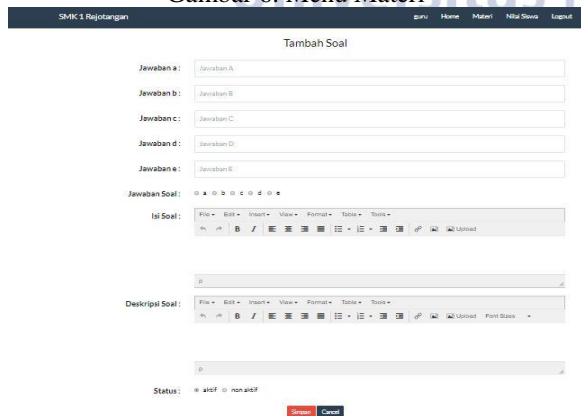 Gambar 8. Menu Materi
SMK 1 Rejotangan guru Home Materi Nilai Siswa Logout
Tambah Soal
Jawaban a : Jawaban A
Jawaban b : Jawaban B
Jawaban c : Jawaban C
Jawaban d : Jawaban D
Jawaban e : Jawaban E
Jawaban Soal : a b c d e
Isi Soal : File Edit Insert View Format Table Tools
B I Upload
p
Deskripsi Soal : File Edit Insert View Format Table Tools
B I Upload Font Sizes
p
Status : aktif non aktif
Simpan Cancel